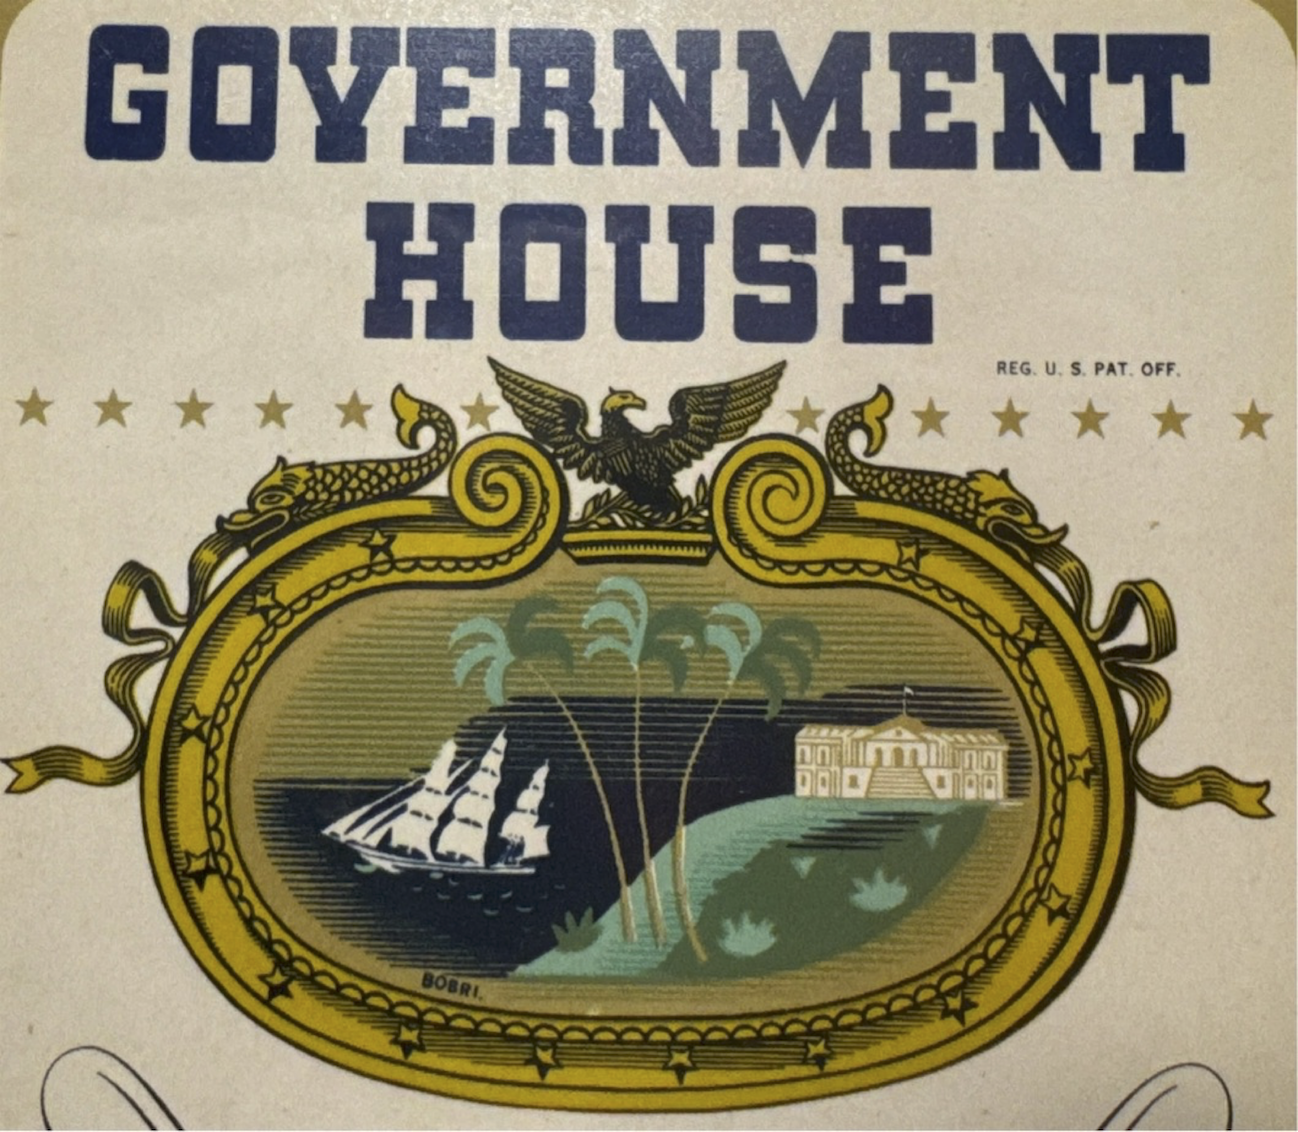 GOVERNMENT
HOUSE
REG. U. S. PAT. OFF.
BOBRI.